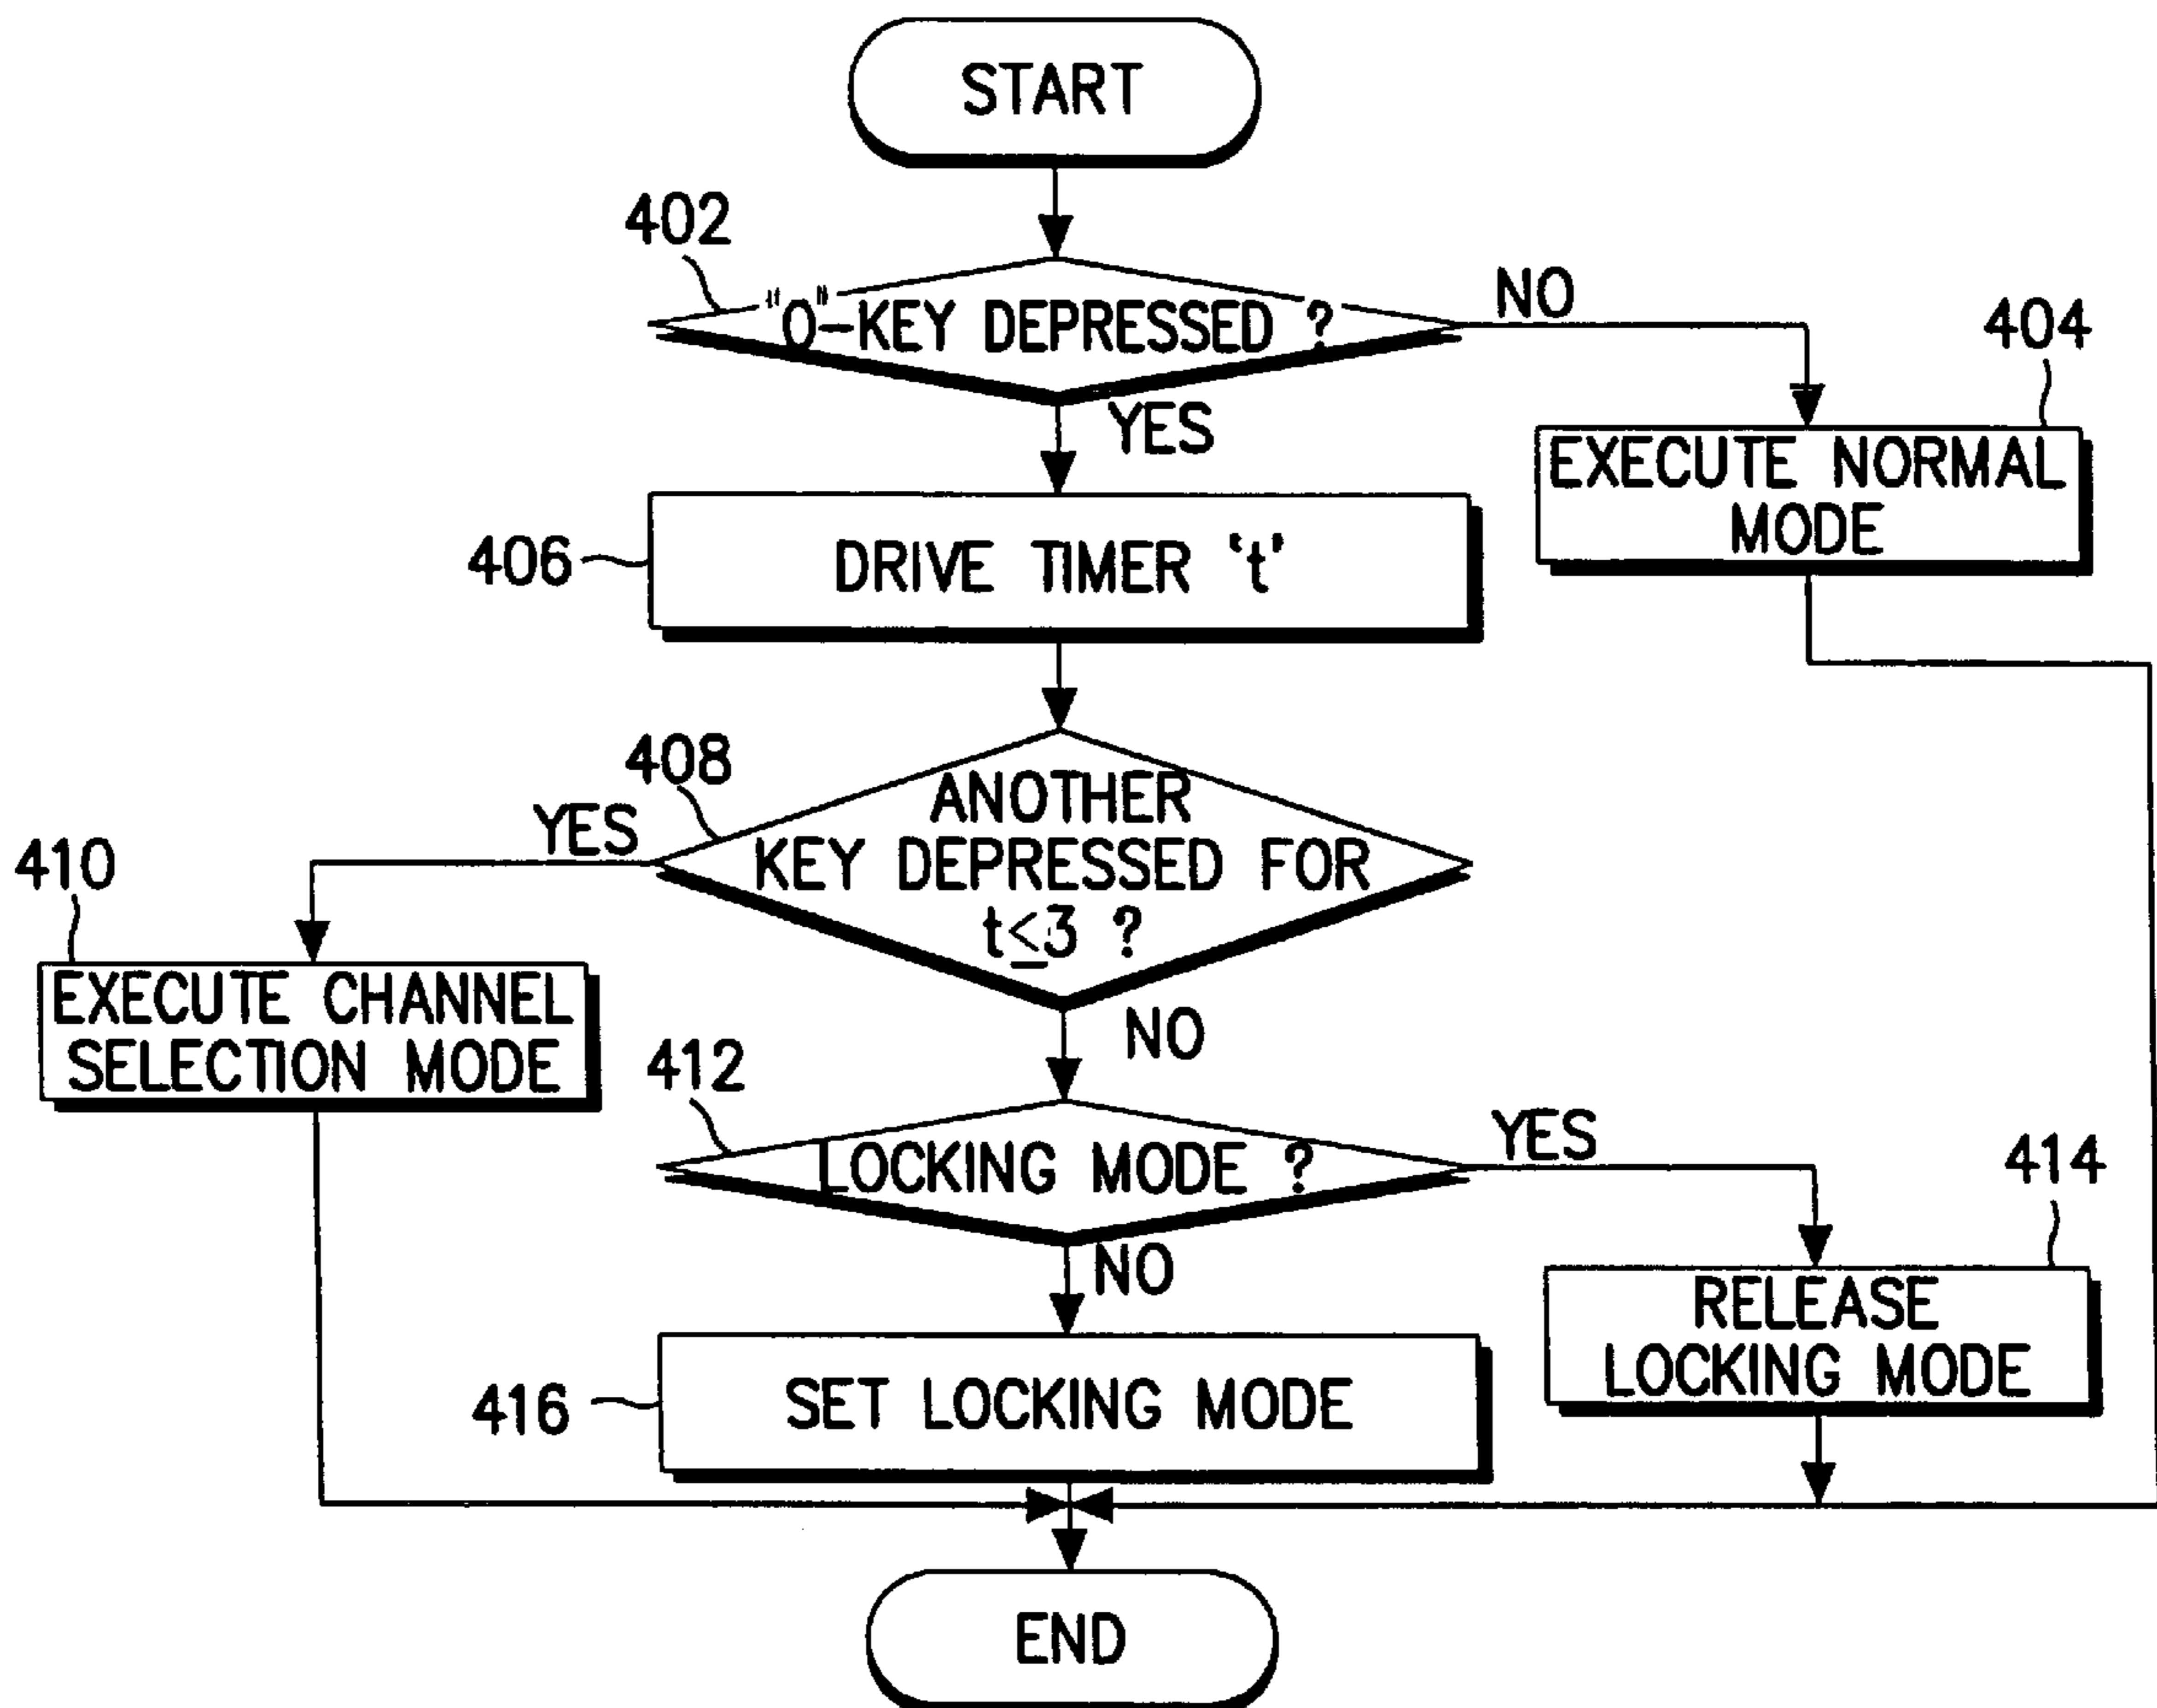 START
402
"0"-KEY DEPRESSED ?
NO
404
YES
EXECUTE NORMAL
MODE
406
DRIVE TIMER 't'
408
ANOTHER
KEY DEPRESSED FOR
t≤3 ?
YES
410
EXECUTE CHANNEL
SELECTION MODE
NO
412
LOCKING MODE ?
YES
414
NO
RELEASE
LOCKING MODE
416
SET LOCKING MODE
END